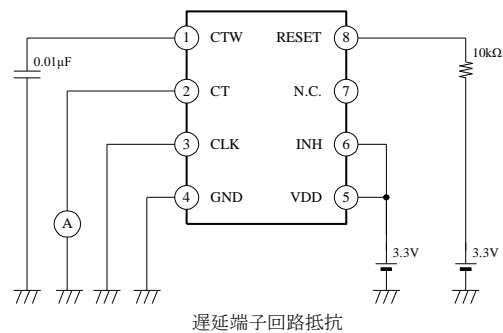 1 CTW RESET 8
0.01μF
10kΩ
2 CT N.C. 7
3 CLK INH 6
4 GND VDD 5
A
3.3V 3.3V
遅延端子回路抵抗